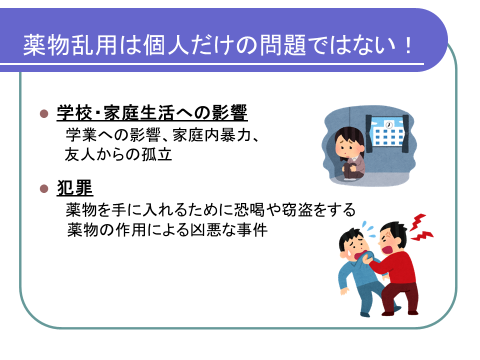 薬物乱用は個人だけの問題ではない！
学校・家庭生活への影響
学業への影響、家庭内暴力、
友人からの孤立
犯罪
薬物を手に入れるために恐喝や窃盗をする
薬物の作用による凶悪な事件